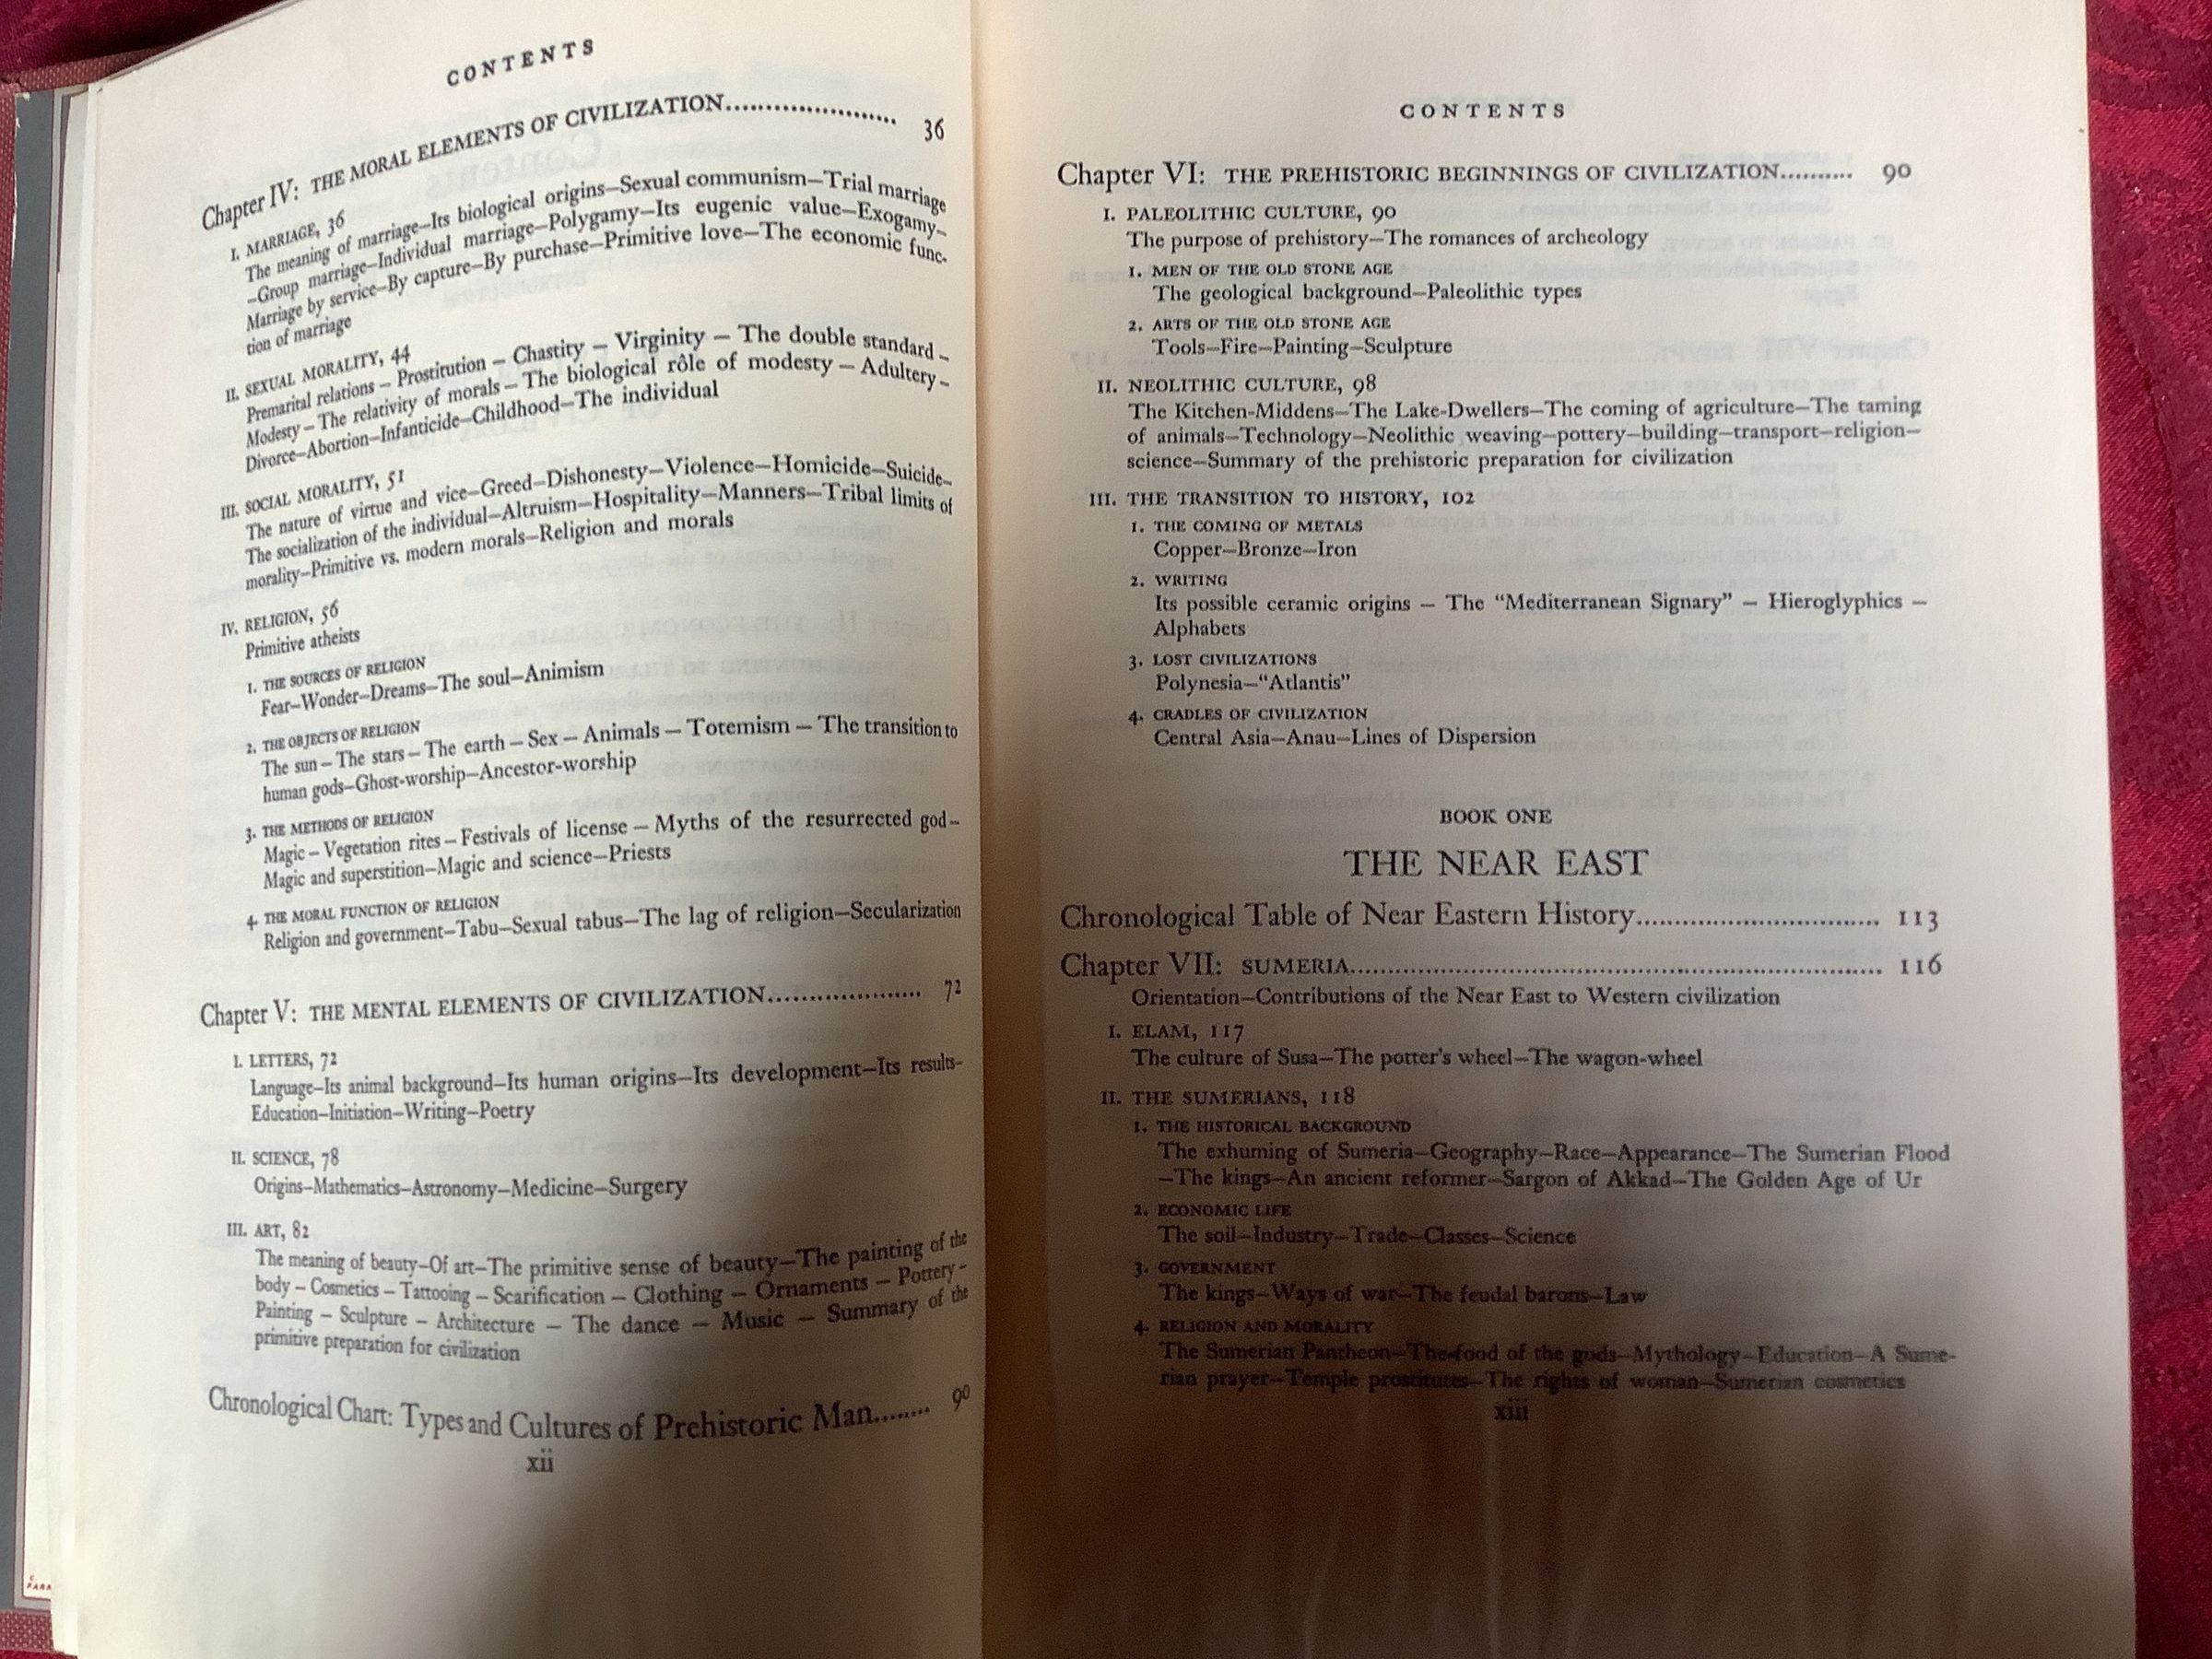 CONTENTS
Chapter IV: THE MORAL ELEMENTS OF CIVILIZATION..................... 36
I. MARRIAGE, 36
The meaning of marriage—Its biological origins—Sexual communism—Trial marriage
—Group marriage—Individual marriage—Polygamy—Its eugenic value—Exogamy—
Marriage by service—By capture—By purchase—Primitive love—The economic func-
tion of marriage
II. SEXUAL MORALITY, 44
Premarital relations — Prostitution — Chastity — Virginity — The double standard —
Modesty — The relativity of morals — The biological rôle of modesty — Adultery —
Divorce—Abortion—Infanticide—Childhood—The individual
III. SOCIAL MORALITY, 51
The nature of virtue and vice—Greed—Dishonesty—Violence—Homicide—Suicide—
The socialization of the individual—Altruism—Hospitality—Manners—Tribal limits of
morality—Primitive vs. modern morals—Religion and morals
IV. RELIGION, 56
Primitive atheists
1. THE SOURCES OF RELIGION
Fear—Wonder—Dreams—The soul—Animism
2. THE OBJECTS OF RELIGION
The sun — The stars — The earth — Sex — Animals — Totemism — The transition to
human gods—Ghost-worship—Ancestor-worship
3. THE METHODS OF RELIGION
Magic — Vegetation rites — Festivals of license — Myths of the resurrected god—
Magic and superstition—Magic and science—Priests
4. THE MORAL FUNCTION OF RELIGION
Religion and government—Tabu—Sexual tabus—The lag of religion—Secularization
Chapter V: THE MENTAL ELEMENTS OF CIVILIZATION..................... 72
I. LETTERS, 72
Language—Its animal background—Its human origins—Its development—Its results—
Education—Initiation—Writing—Poetry
II. SCIENCE, 78
Origins—Mathematics—Astronomy—Medicine—Surgery
III. ART, 82
The meaning of beauty—Of art—The primitive sense of beauty—The painting of the
body — Cosmetics — Tattooing — Scarification — Clothing — Ornaments — Pottery —
Painting — Sculpture — Architecture — The dance — Music — Summary of the
primitive preparation for civilization
Chronological Chart: Types and Cultures of Prehistoric Man........ 90
xii
CONTENTS
Chapter VI: THE PREHISTORIC BEGINNINGS OF CIVILIZATION.......... 90
I. PALEOLITHIC CULTURE, 90
The purpose of prehistory—The romances of archeology
1. MEN OF THE OLD STONE AGE
The geological background—Paleolithic types
2. ARTS OF THE OLD STONE AGE
Tools—Fire—Painting—Sculpture
II. NEOLITHIC CULTURE, 98
The Kitchen-Middens—The Lake-Dwellers—The coming of agriculture—The taming
of animals—Technology—Neolithic weaving—pottery—building—transport—religion—
science—Summary of the prehistoric preparation for civilization
III. THE TRANSITION TO HISTORY, 102
1. THE COMING OF METALS
Copper—Bronze—Iron
2. WRITING
Its possible ceramic origins — The “Mediterranean Signary” — Hieroglyphics —
Alphabets
3. LOST CIVILIZATIONS
Polynesia—“Atlantis”
4. CRADLES OF CIVILIZATION
Central Asia—Anau—Lines of Dispersion
BOOK ONE
THE NEAR EAST
Chronological Table of Near Eastern History................................ 113
Chapter VII: SUMERIA.................................................................... 116
Orientation—Contributions of the Near East to Western civilization
I. ELAM, 117
The culture of Susa—The potter's wheel—The wagon-wheel
II. THE SUMERIANS, 118
1. THE HISTORICAL BACKGROUND
The exhuming of Sumeria—Geography—Race—Appearance—The Sumerian Flood
—The kings—An ancient reformer—Sargon of Akkad—The Golden Age of Ur
2. ECONOMIC LIFE
The soil—Industry—Trade—Classes—Science
3. GOVERNMENT
The kings—Ways of war—The feudal barons—Law
4. RELIGION AND MORALITY
The Sumerian Pantheon—The food of the gods—Mythology—Education—A Sume-
rian prayer—Temple prostitutes—The rights of woman—Sumerian cosmetics
xiii